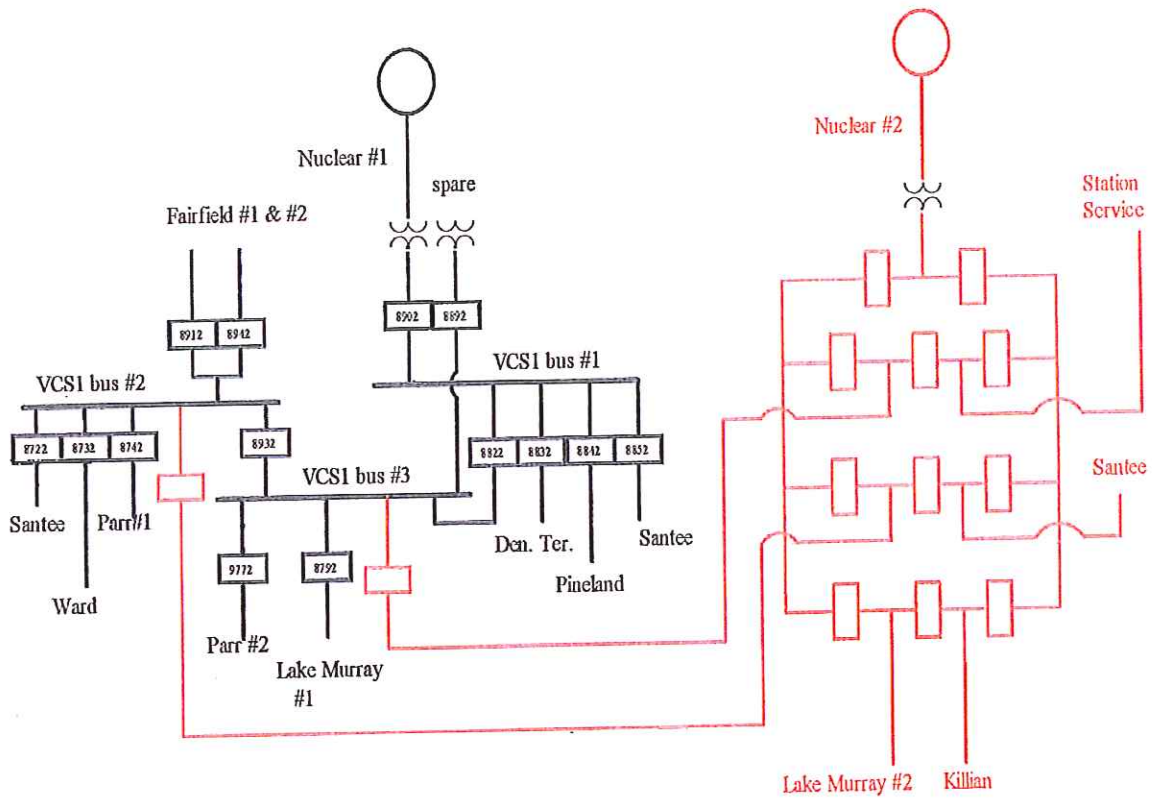 Nuclear #2
Nuclear #1
spare
Station
Service
Fairfield #1 & #2
8902
8892
8912
8942
VCS1 bus #1
VCS1 bus #2
8722
8732
8742
8932
8822
8832
8842
8852
VCS1 bus #3
Santee
Santee
Parr#1
Den. Ter.
Santee
9772
8792
Pineland
Ward
Parr #2
Lake Murray
#1
Lake Murray #2
Killian